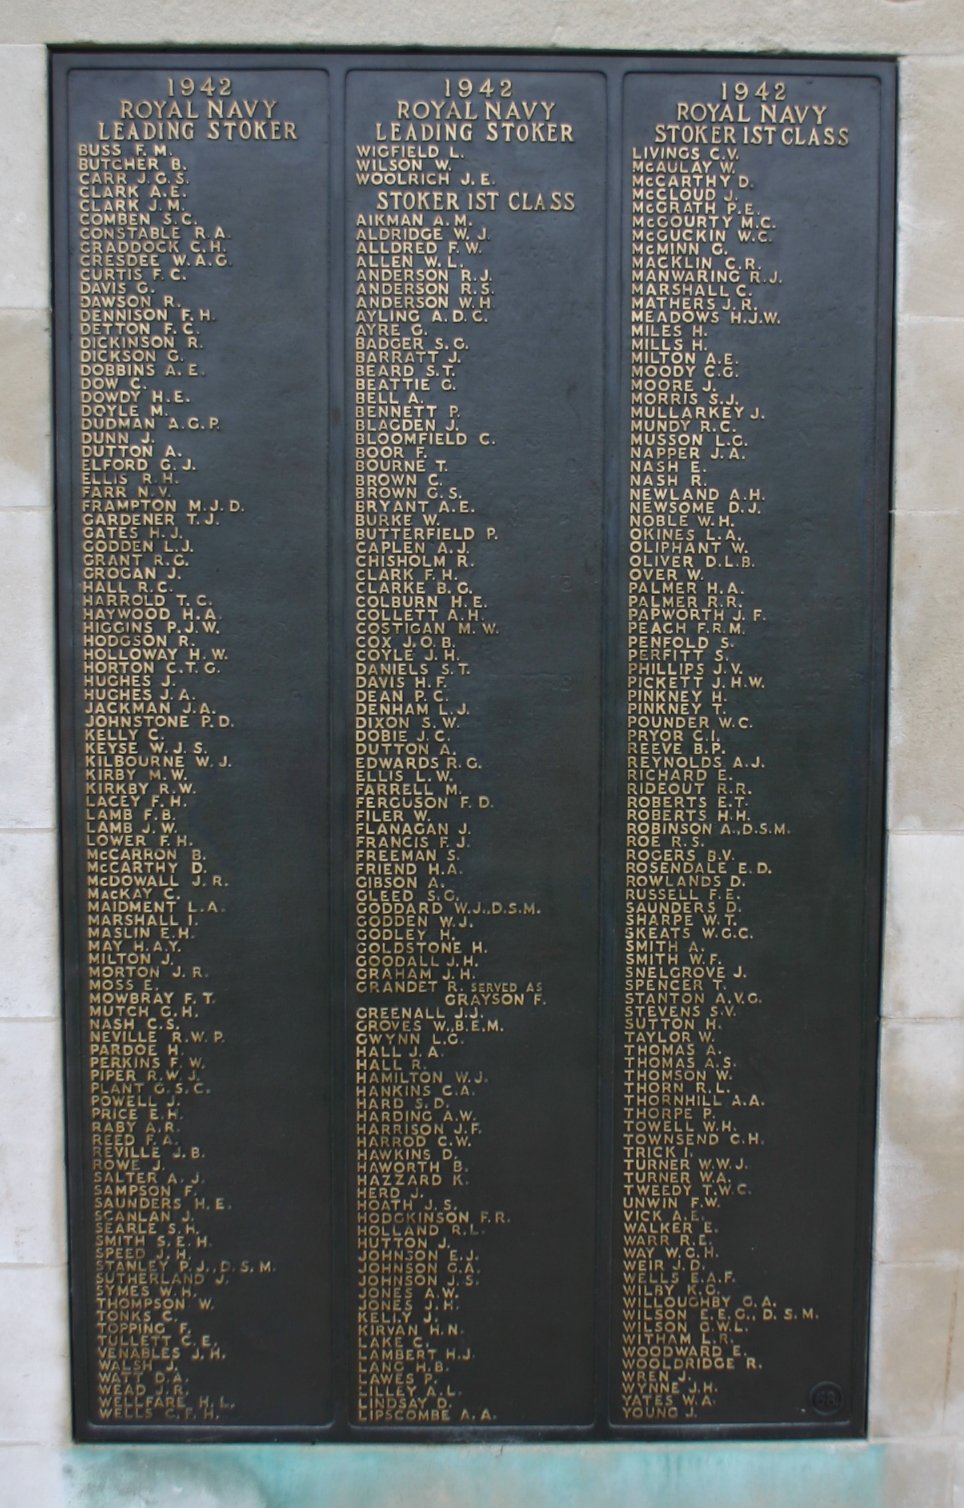 1942
ROYAL NAVY
LEADING STOKER
BUSS F. M.
BUTCHER B.
CARR J.G.S.
CLARK A.E.
CLARK J.M.
COMBEN S.C.
CONSTABLE R.A.
CRADDOCK C.H.
CRESDEE W.A.G.
CURTIS F.C.
DAVIS G.
DAWSON R.
DENNISON F.H.
DETTON F.C.
DICKINSON R.
DICKSON G.
DOBBINS A.E.
DOW C.
DOWDY H.E.
DOYLE M.
DUDMAN A.G.P.
DUNN J.
DUTTON A.
ELFORD G.J.
ELLIS R.H.
FARR N.V.
FRAMPTON M.J.D.
GARDENER T.J.
GATES H.J.
GODDEN L.J.
GRANT R.G.
GROGAN J.
HALL R.C.
HARROLD T.C.
HAYWOOD H.A.
HIGGINS P.J.W.
HODGSON R.
HOLLOWAY H.W.
HORTON C.T.G.
HUGHES J.
HUGHES J.A.
JACKMAN J.A.
JOHNSTONE P.D.
KELLY C.
KEYSE W.J.S.
KILBOURNE W.J.
KIRBY M.W.
KIRKBY R.W.
LACEY F.H.
LAMB F.B.
LAMB J.W.
LOWER F.H.
McCARRON B.
McCARTHY D.
McDOWALL J.R.
MACKAY C.
MAIDMENT L.A.
MARSHALL I.
MASLIN E.H.
MAY H.A.Y.
MILTON J.
MORTON J.R.
MOSS E.
MOWBRAY F.T.
MUTCH G.H.
NASH C.S.
NEVILLE R.W.P.
PARDOE H.
PERKINS F.W.
PIPER R.W.J.
PLANT G.S.C.
POWELL J.
PRICE E.H.
RABY A.R.
REED F.A.
REVILLE J.B.
ROWE J.
SALTER A.J.
SAMPSON F.
SAUNDERS H.E.
SCANLAN J.
SEARLE S.H.
SMITH S.E.H.
SPEED J.H.
STANLEY P.J., D.S.M.
SUTHERLAND J.
SYMES W.H.
THOMPSON W.
TONKS C.
TOPPING F.
TULLETT C.E.
VENABLES J.H.
WALSH J.
WATT D.A.
WEAD J.R.
WELLFARE H.L.
WELLS C.F.H.
1942
ROYAL NAVY
LEADING STOKER
WIGFIELD L.
WILSON W.
WOOLRICH J.E.
STOKER 1ST CLASS
AIKMAN A.M.
ALDRIDGE W.J.
ALLDRED F.W.
ALLEN W.L.
ANDERSON R.J.
ANDERSON R.S.
ANDERSON W.H.
AYLING A.D.C.
AYRE G.
BADGER S.G.
BARRATT J.
BEARD S.T.
BEATTIE G.
BELL A.
BENNETT P.
BLAGDEN J.
BLOOMFIELD C.
BOOR F.
BOURNE T.
BROWN C.
BROWN G.S.
BRYANT A.E.
BURKE W.
BUTTERFIELD P.
CAPLEN A.J.
CHISHOLM R.
CLARK F.H.
CLARKE B.G.
COLBURN H.E.
COLLETT A.H.
COSTIGAN M.W.
COX J.O.B.
COYLE J.H.
DANIELS S.T.
DAVIS H.F.
DEAN P.C.
DENHAM L.J.
DIXON S.W.
DOBIE J.C.
DUTTON A.
EDWARDS R.G.
ELLIS L.W.
FARRELL M.
FERGUSON F.D.
FILER W.
FLANAGAN J.
FRANCIS F.J.
FREEMAN S.
FRIEND H.A.
GIBSON A.
GLEED S.G.
GODDARD W.J., D.S.M.
GODDEN W.J.
GODLEY H.
GOLDSTONE H.
GOODALL J.H.
GRAHAM J.H.
GRANDET R. SERVED AS
GRAYSON F.
GREENALL J.J.
GROVES W., B.E.M.
GWYNN L.G.
HALL J.A.
HALL R.
HAMILTON W.J.
HANKINS C.A.
HARD S.D.
HARDING A.W.
HARRISON J.F.
HARROD C.W.
HAWKINS D.
HAWORTH B.
HAZZARD K.
HERD J.
HOATH J.S.
HODGKINSON F.R.
HOLLAND R.L.
HUTTON J.
JOHNSON E.J.
JOHNSON G.A.
JOHNSON J.S.
JONES A.W.
JONES J.H.
KELLY J.
KIRVAN H.N.
LAKE C.
LAMBERT H.J.
LANG H.B.
LAWES P.
LILLEY A.L.
LINDSAY D.
LIPSCOMBE A.A.
1942
ROYAL NAVY
STOKER 1ST CLASS
LIVINGS C.V.
McAULAY W.
McCARTHY D.
McCLOUD J.
McGRATH P.E.
McGOURTY M.C.
McGUCKIN W.C.
McMINN G.
MACKLIN C.R.
MANWARING R.J.
MARSHALL C.
MATHERS J.R.
MEADOWS H.J.W.
MILES H.
MILLS H.
MILTON A.E.
MOODY C.G.
MOORE J.
MORRIS S.J.
MULLARKEY J.
MUNDY R.C.
MUSSON L.G.
NAPPER J.A.
NASH E.
NASH R.
NEWLAND A.H.
NEWSOME D.J.
NOBLE W.H.
OKINES L.A.
OLIPHANT W.
OLIVER D.L.B.
OVER W.
PALMER H.A.
PALMER R.R.
PAPWORTH J.F.
PEACH F.R.M.
PENFOLD S.
PERFITT S.
PHILLIPS J.V.
PICKETT J.H.W.
PINKNEY H.
PINKNEY T.
POUNDER W.C.
PRYOR C.I.
REEVE B.P.
REYNOLDS A.J.
RICHARD E.
RIDEOUT R.R.
ROBERTS E.T.
ROBERTS H.H.
ROBINSON A., D.S.M.
ROE R.S.
ROGERS B.V.
ROSENDALE E.D.
ROWLANDS D.
RUSSELL F.E.
SAUNDERS D.
SHARPE W.T.
SKEATS W.G.C.
SMITH A.
SMITH W.F.
SNELGROVE J.
SPENCER T.
STANTON A.V.G.
STEVENS S.V.
SUTTON H.
TAYLOR W.
THOMAS A.
THOMAS A.S.
THOMSON W.
THORN R.L.
THORNHILL A.A.
THORPE P.
TOWELL W.H.
TOWNSEND C.H.
TRICK I.
TURNER W.W.J.
TURNER W.A.
TWEEDY T.W.C.
UNWIN F.W.
VICK A.E.
WALKER E.
WARR R.E.
WAY W.G.H.
WEIR J.D.
WELLS E.A.F.
WILBY K.G.
WILLOUGHBY G.A.
WILSON E.E.G., D.S.M.
WILSON G.W.L.
WITHAM L.R.
WOODWARD E.
WOOLDRIDGE R.
WREN J.
WYNNE J.H.
YATES W.A.
YOUNG J.
68